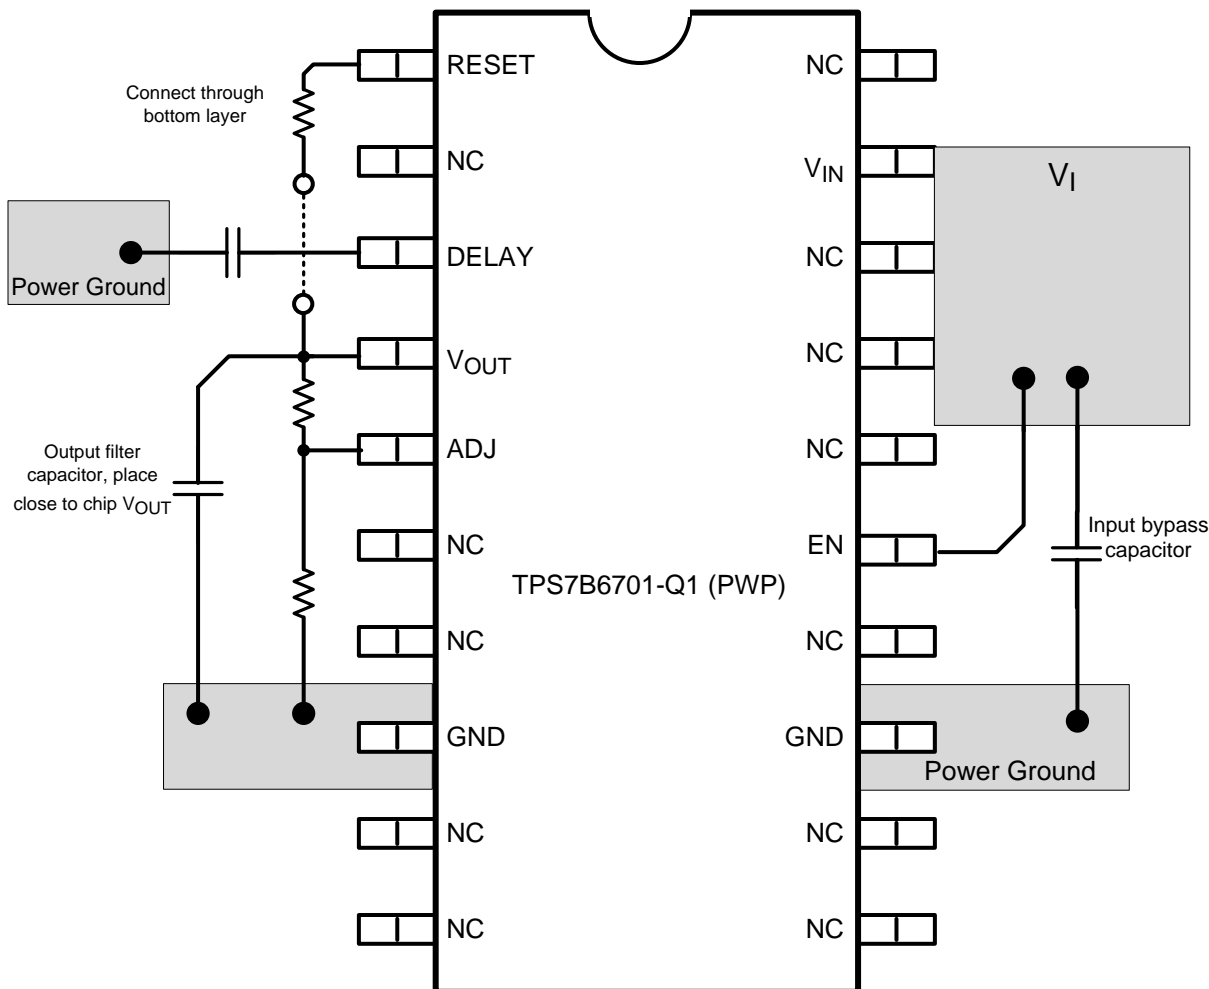 RESET
NC
Connect through
bottom layer
NC
VIN
VI
DELAY
NC
Power Ground
VOUT
NC
Output filter
capacitor, place
close to chip VOUT
ADJ
NC
NC
EN
Input bypass
capacitor
TPS7B6701-Q1 (PWP)
NC
NC
GND
GND
Power Ground
NC
NC
NC
NC